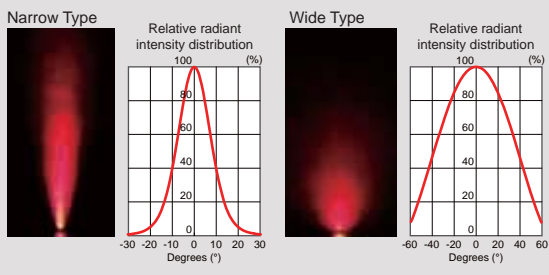 Narrow Type
Relative radiant
intensity distribution
100
(%)
80
60
40
20
0
-30 -20 -10 0 10 20 30
Degrees (°)
Wide Type
Relative radiant
intensity distribution
100
(%)
80
60
40
20
0
-60 -40 -20 0 20 40 60
Degrees (°)